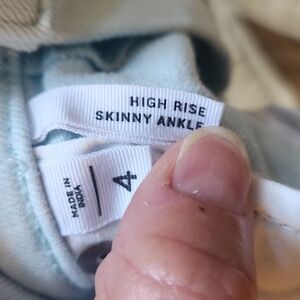 HIGH RISE
SKINNY ANKLE
4
MADE IN
INDIA